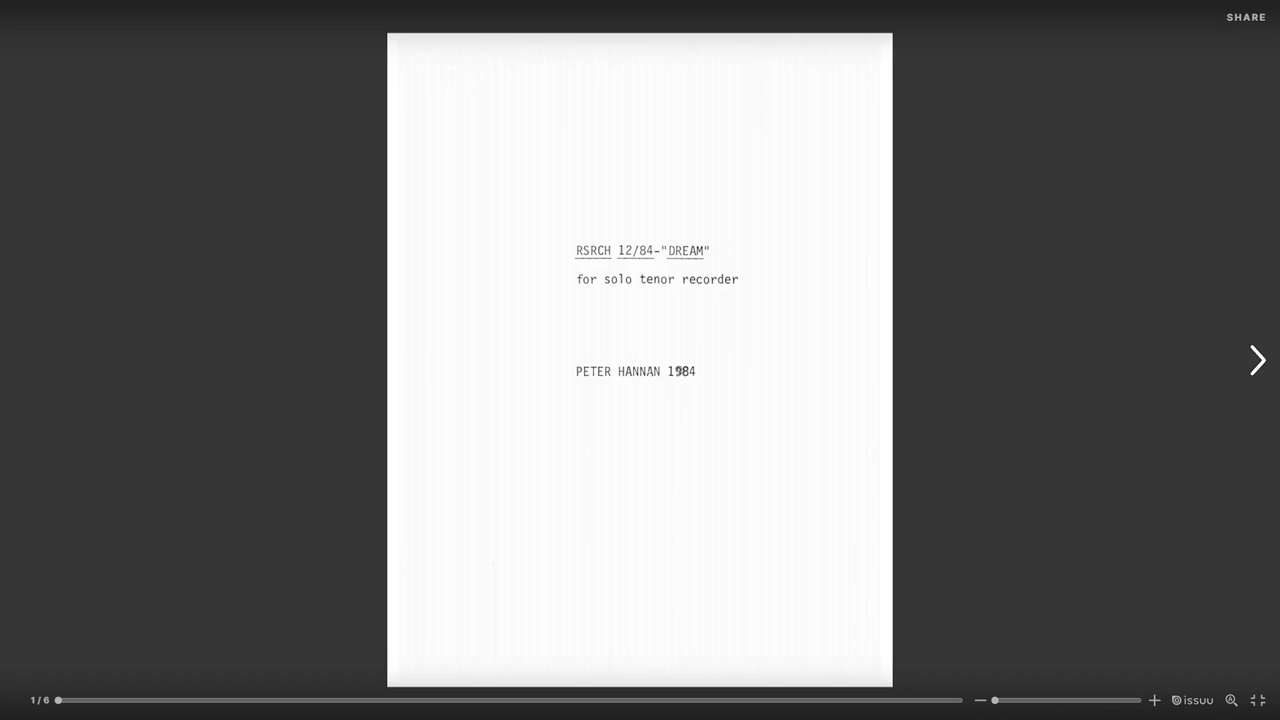 SHARE
RSRCH 12/84-"DREAM"
for solo tenor recorder
PETER HANNAN 1984
1/6
issuu